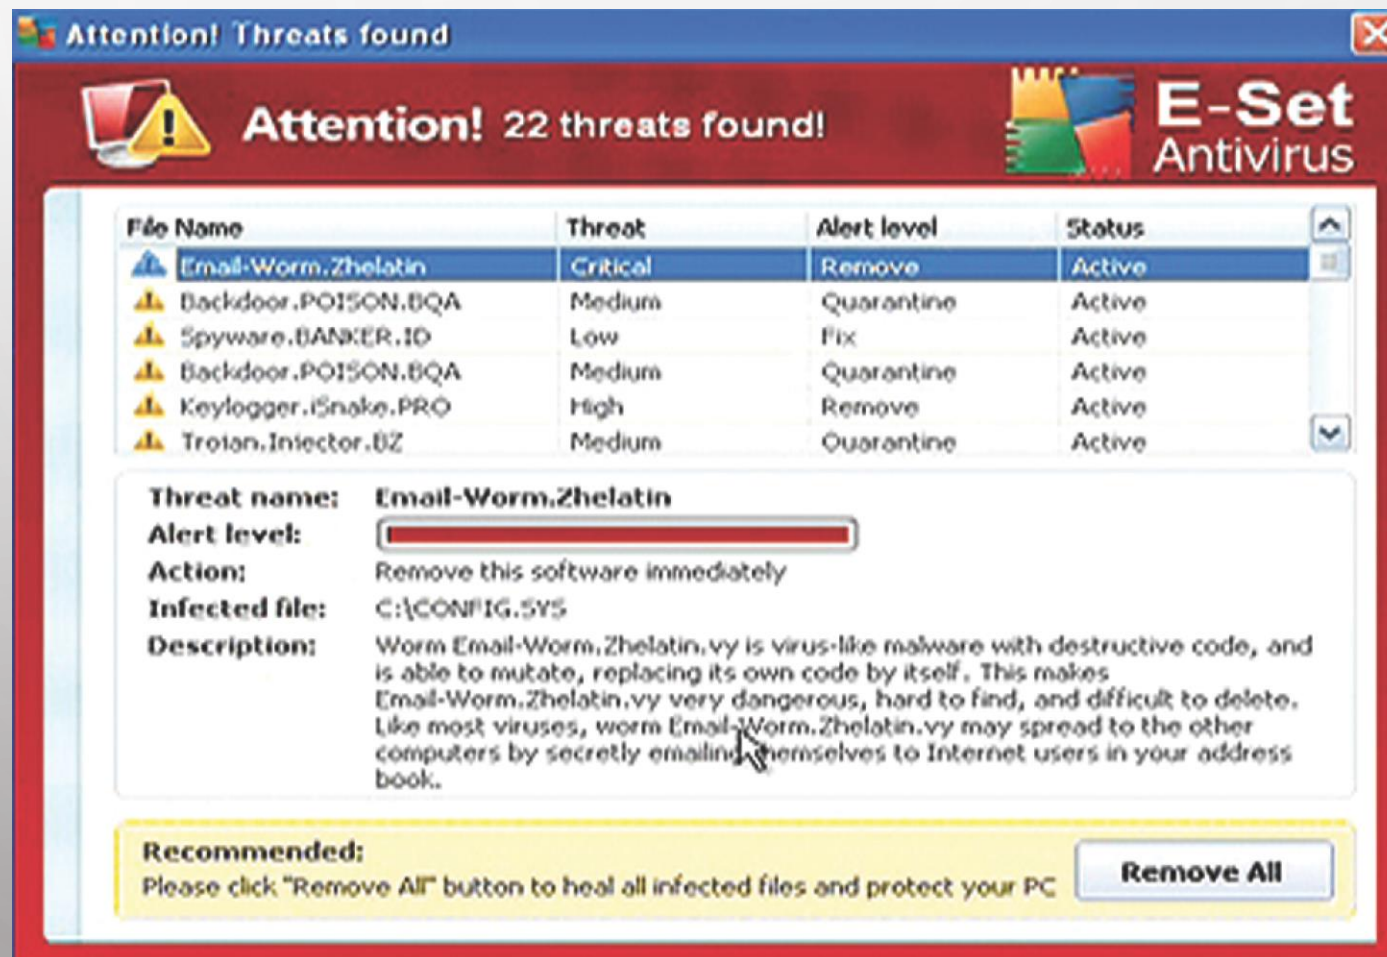 Attention! Threats found
Attention! 22 threats found!
E-Set
Antivirus
File Name Threat Alert level Status
Email-Worm.Zhelatin Critical Remove Active
Backdoor.POISON.BQA Medium Quarantine Active
Spyware.BANKER.ID Low Fix Active
Backdoor.POISON.BQA Medium Quarantine Active
Keylogger.iSnake.PRO High Remove Active
Trojan.Injector.BZ Medium Quarantine Active
Threat name: Email-Worm.Zhelatin
Alert level:
Action: Remove this software immediately
Infected file: C:\CONFIG.SYS
Description: Worm Email-Worm.Zhelatin.vy is virus-like malware with destructive code, and
is able to mutate, replacing its own code by itself. This makes
Email-Worm.Zhelatin.vy very dangerous, hard to find, and difficult to delete.
Like most viruses, worm Email-Worm.Zhelatin.vy may spread to the other
computers by secretly emailing themselves to Internet users in your address
book.
Recommended:
Please click "Remove All" button to heal all infected files and protect your PC
Remove All